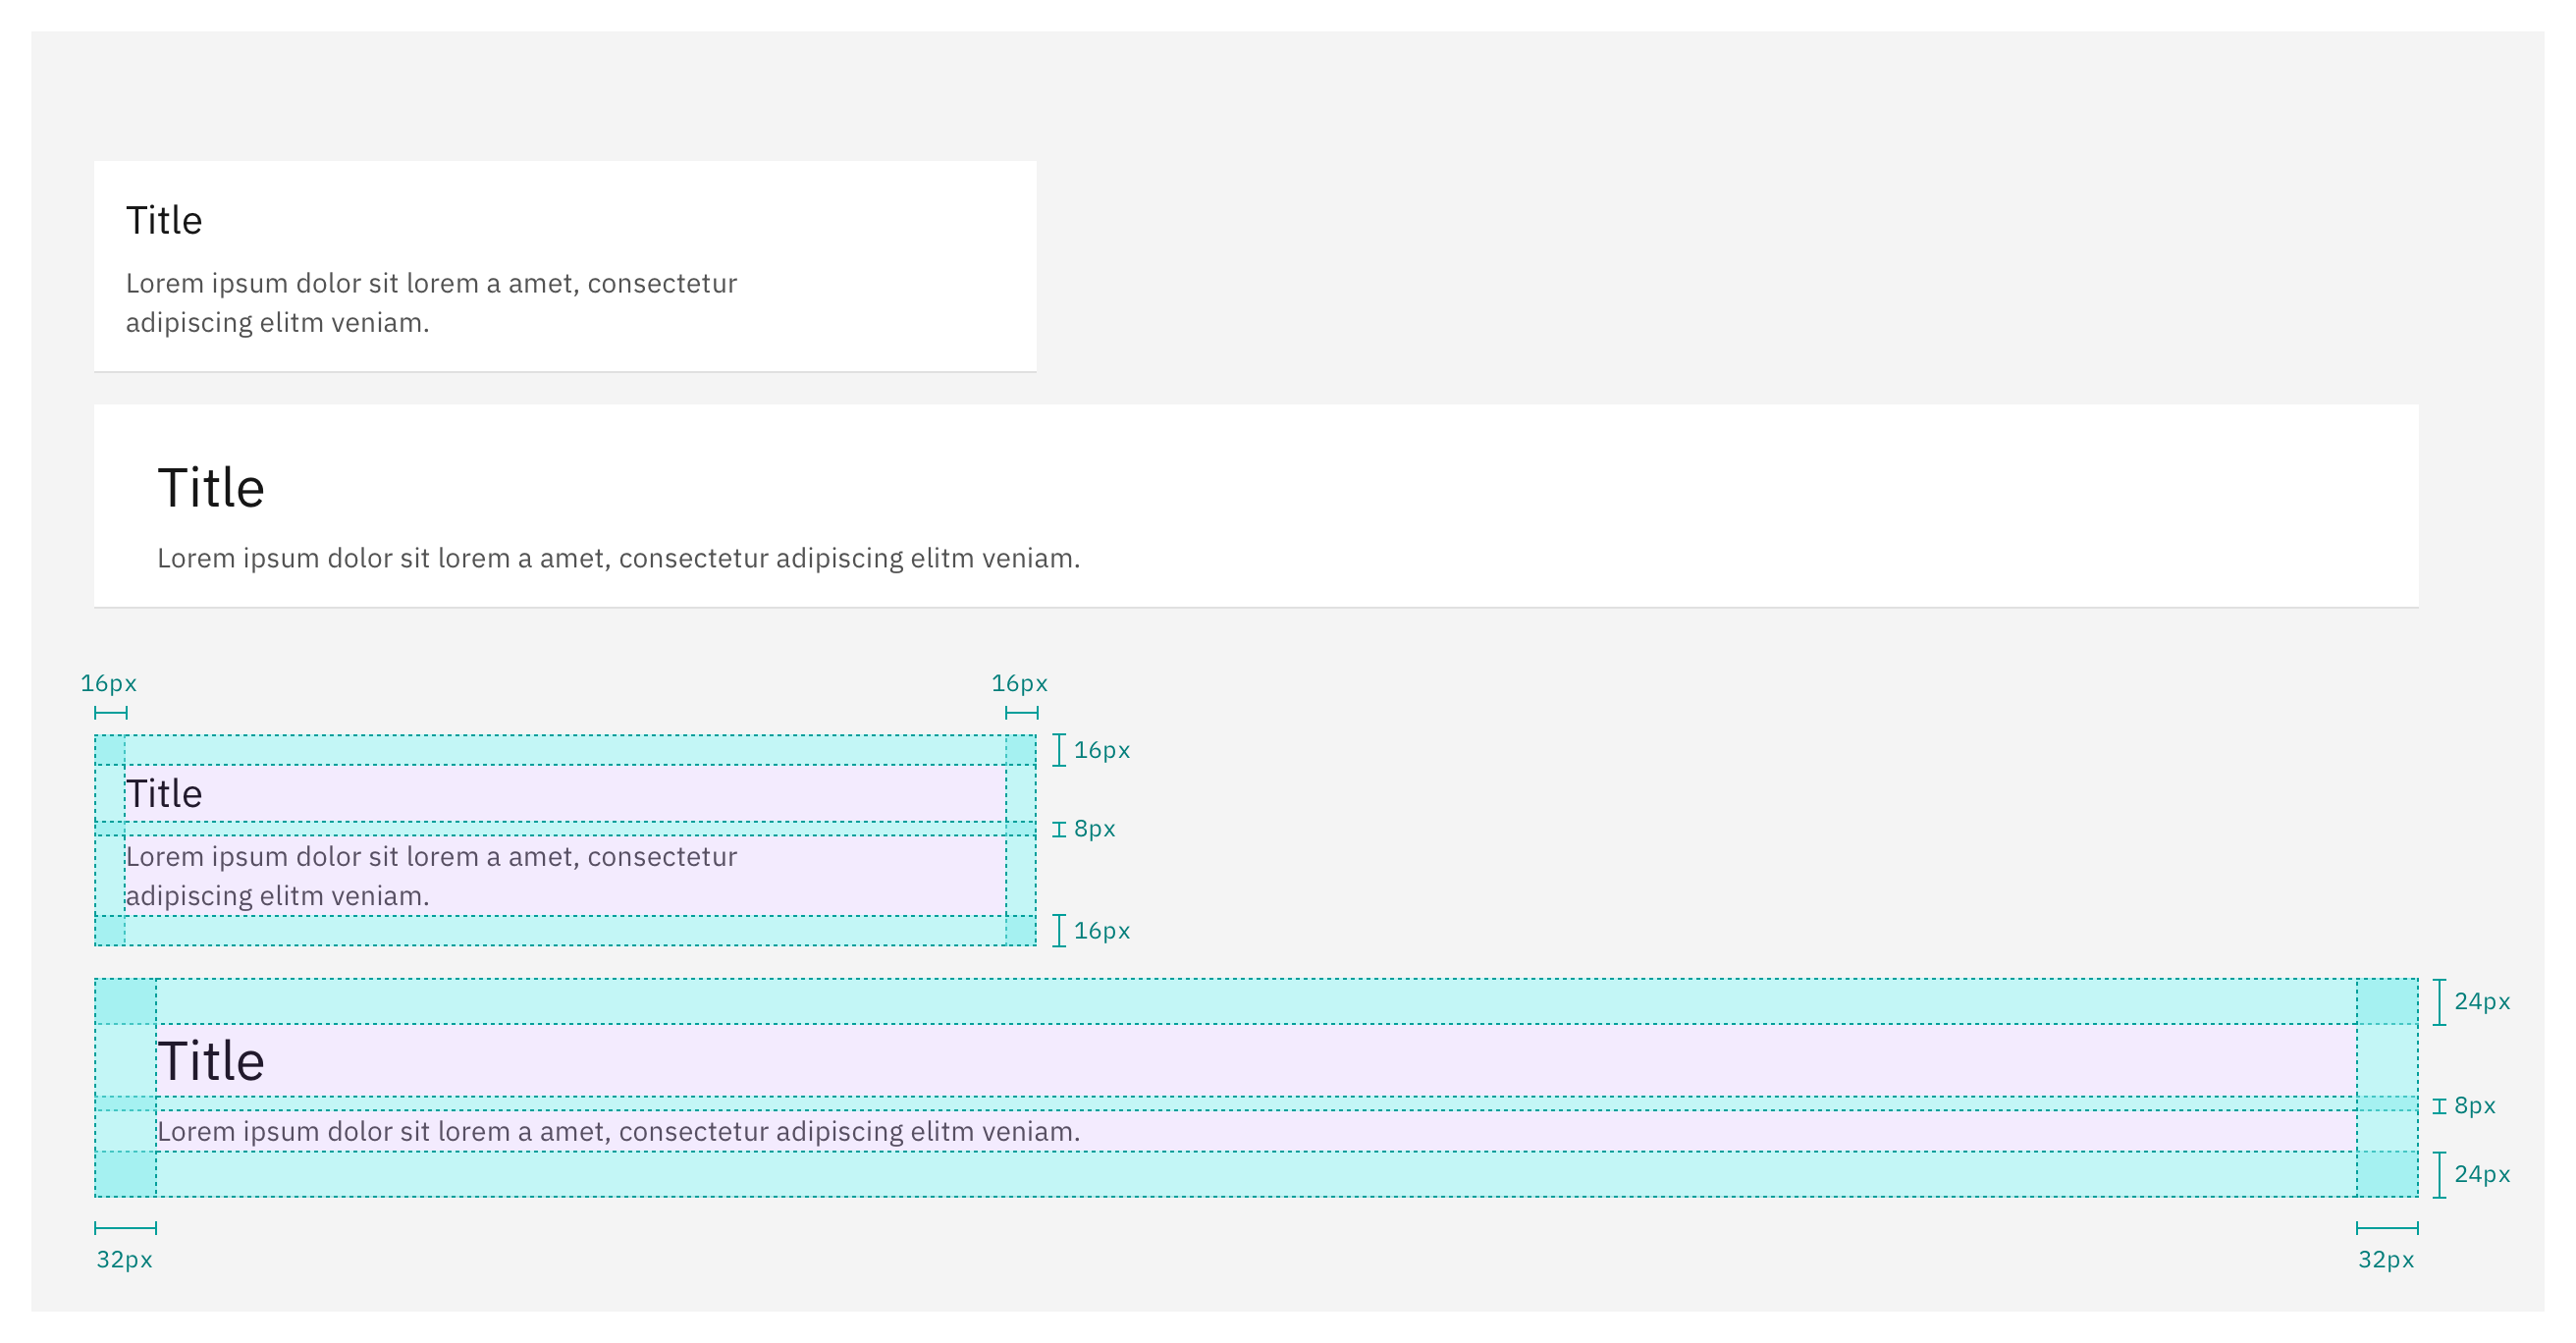 Title
Lorem ipsum dolor sit lorem a amet, consectetur
adipiscing elitm veniam.
Title
Lorem ipsum dolor sit lorem a amet, consectetur adipiscing elitm veniam.
16px
16px
16px
Title
8px
Lorem ipsum dolor sit lorem a amet, consectetur
adipiscing elitm veniam.
16px
24px
Title
8px
Lorem ipsum dolor sit lorem a amet, consectetur adipiscing elitm veniam.
24px
32px
32px